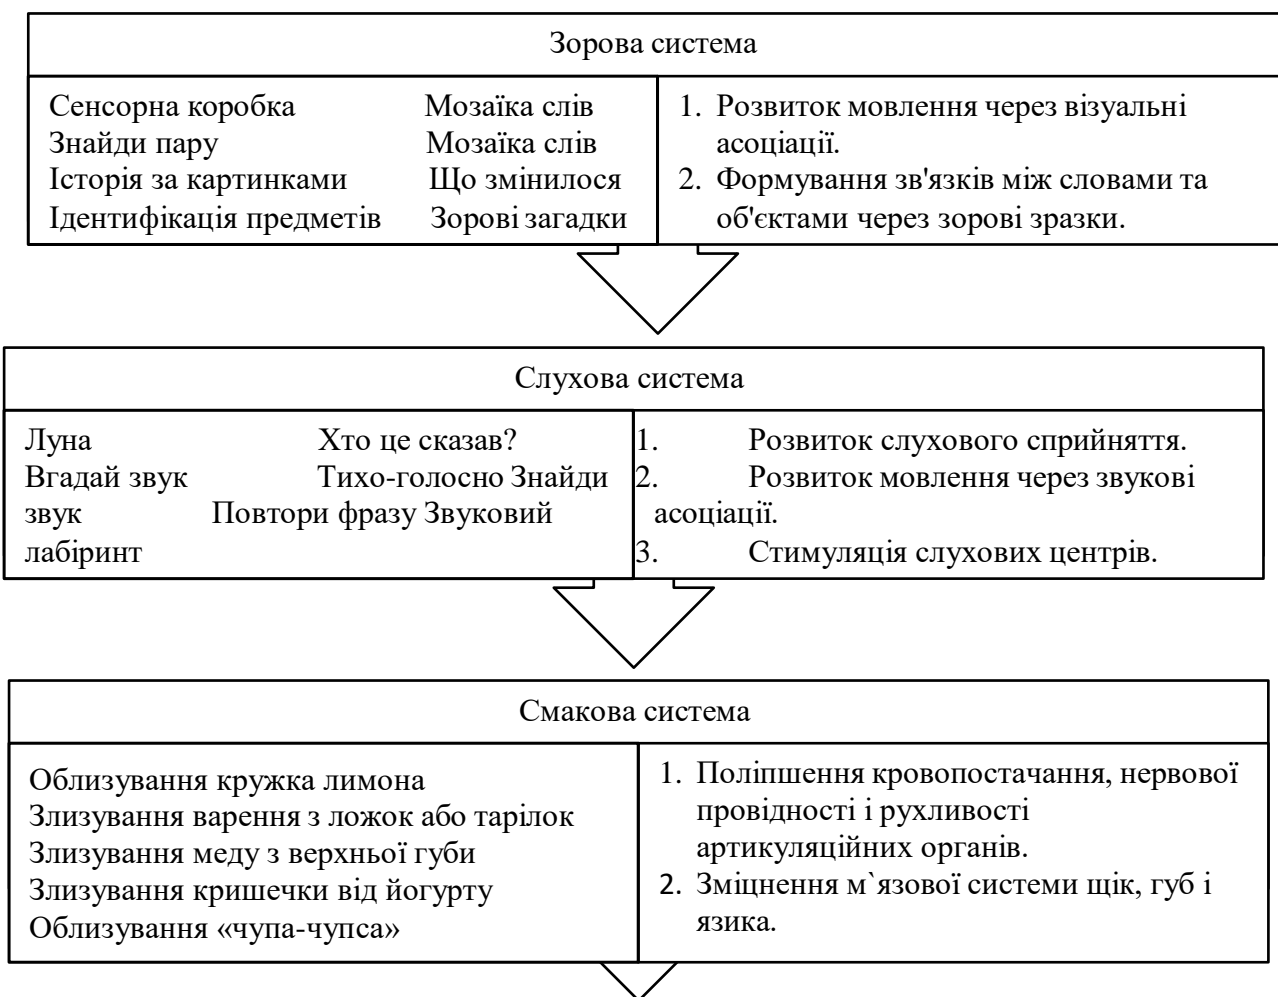 Зорова система
Сенсорна коробка Мозаїка слів
Знайди пару Мозаїка слів
Історія за картинками Що змінилося
Ідентифікація предметів Зорові загадки
1. Розвиток мовлення через візуальні
асоціації.
2. Формування зв'язків між словами та
об'єктами через зорові зразки.
Слухова система
Луна Хто це сказав?
Вгадай звук Тихо-голосно Знайди
звук Повтори фразу Звуковий
лабіринт
1. Розвиток слухового сприйняття.
2. Розвиток мовлення через звукові
асоціації.
3. Стимуляція слухових центрів.
Смакова система
Облизування кружка лимона
Злизування варення з ложок або тарілок
Злизування меду з верхньої губи
Злизування кришечки від йогурту
Облизування «чупа-чупса»
1. Поліпшення кровопостачання, нервової
провідності і рухливості
артикуляційних органів.
2. Зміцнення м`язової системи щік, губ і
язика.